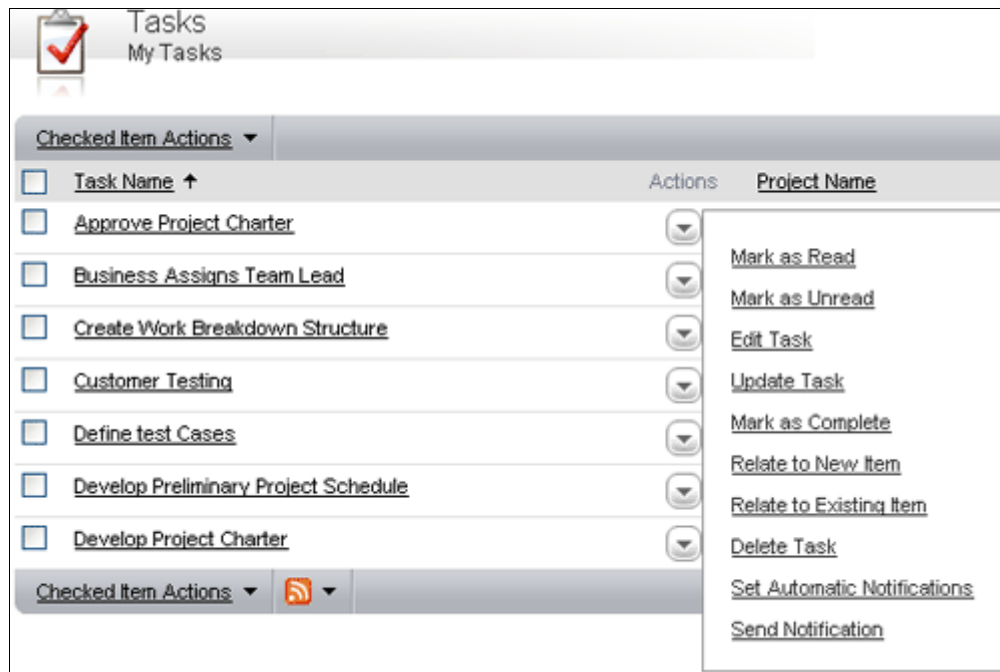 Tasks
My Tasks
Checked Item Actions
Task Name Actions Project Name
Approve Project Charter
Business Assigns Team Lead
Create Work Breakdown Structure
Customer Testing
Define test Cases
Develop Preliminary Project Schedule
Develop Project Charter
Checked Item Actions
Mark as Read
Mark as Unread
Edit Task
Update Task
Mark as Complete
Relate to New Item
Relate to Existing Item
Delete Task
Set Automatic Notifications
Send Notification